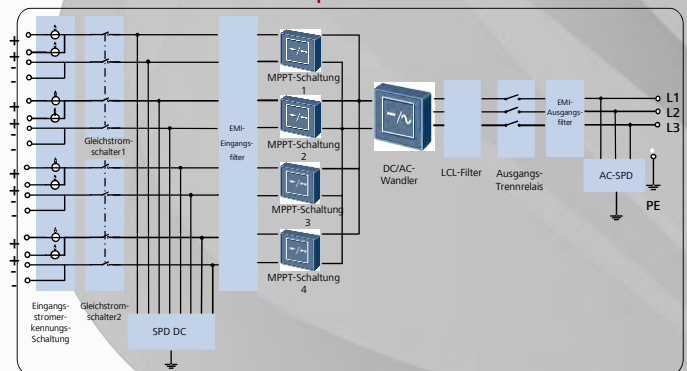 +
+
-
-
+
+
-
-
+
+
-
-
+
+
-
-
Gleichstrom-
schalter1
Eingangs-
stromer-
kennungs-
Schaltung
Gleichstrom-
schalter2
SPD DC
EMI-
Eingangs-
filter
MPPT-Schaltung
1
MPPT-Schaltung
2
MPPT-Schaltung
3
MPPT-Schaltung
4
DC/AC-
Wandler
LCL-Filter
Ausgangs-
Trennrelais
EMI-
Ausgangs-
filter
L1
L2
L3
AC-SPD
PE